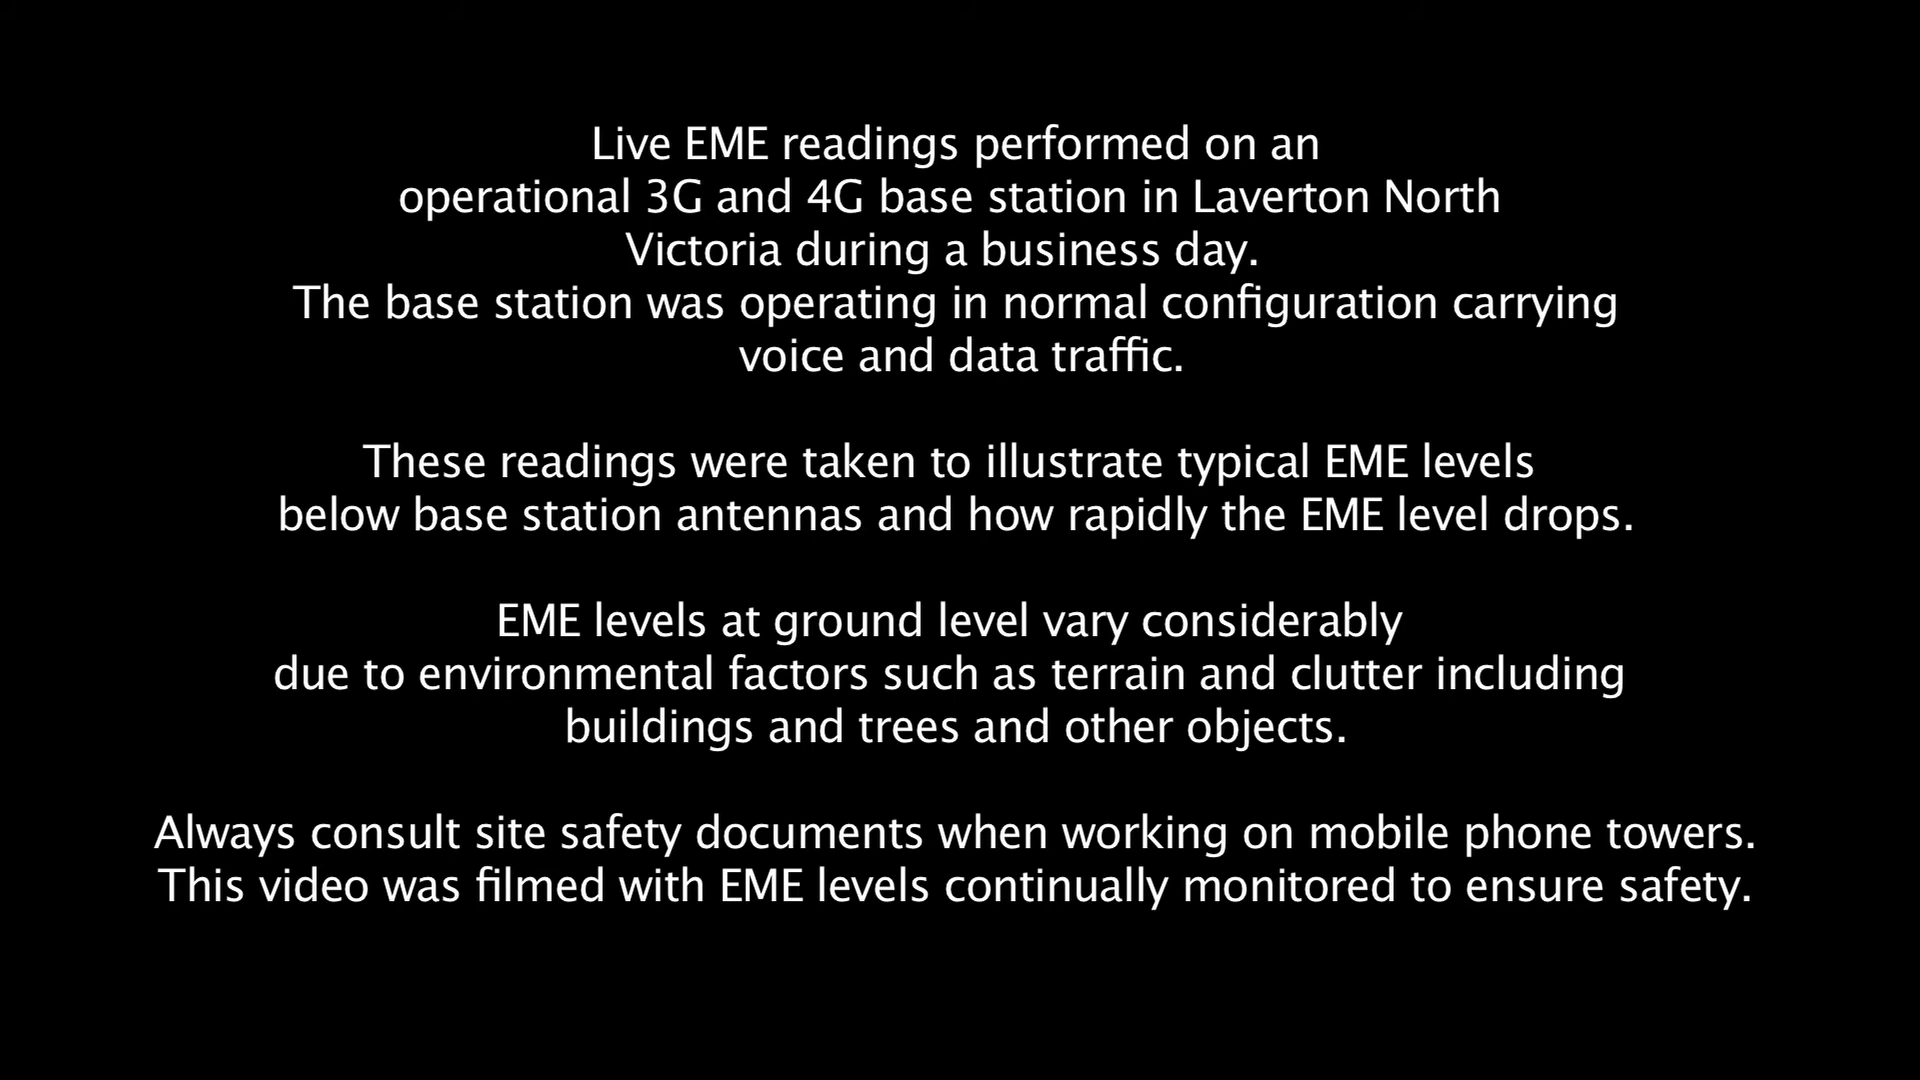 Live EME readings performed on an
operational 3G and 4G base station in Laverton North
Victoria during a business day.
The base station was operating in normal configuration carrying
voice and data traffic.
These readings were taken to illustrate typical EME levels
below base station antennas and how rapidly the EME level drops.
EME levels at ground level vary considerably
due to environmental factors such as terrain and clutter including
buildings and trees and other objects.
Always consult site safety documents when working on mobile phone towers.
This video was filmed with EME levels continually monitored to ensure safety.